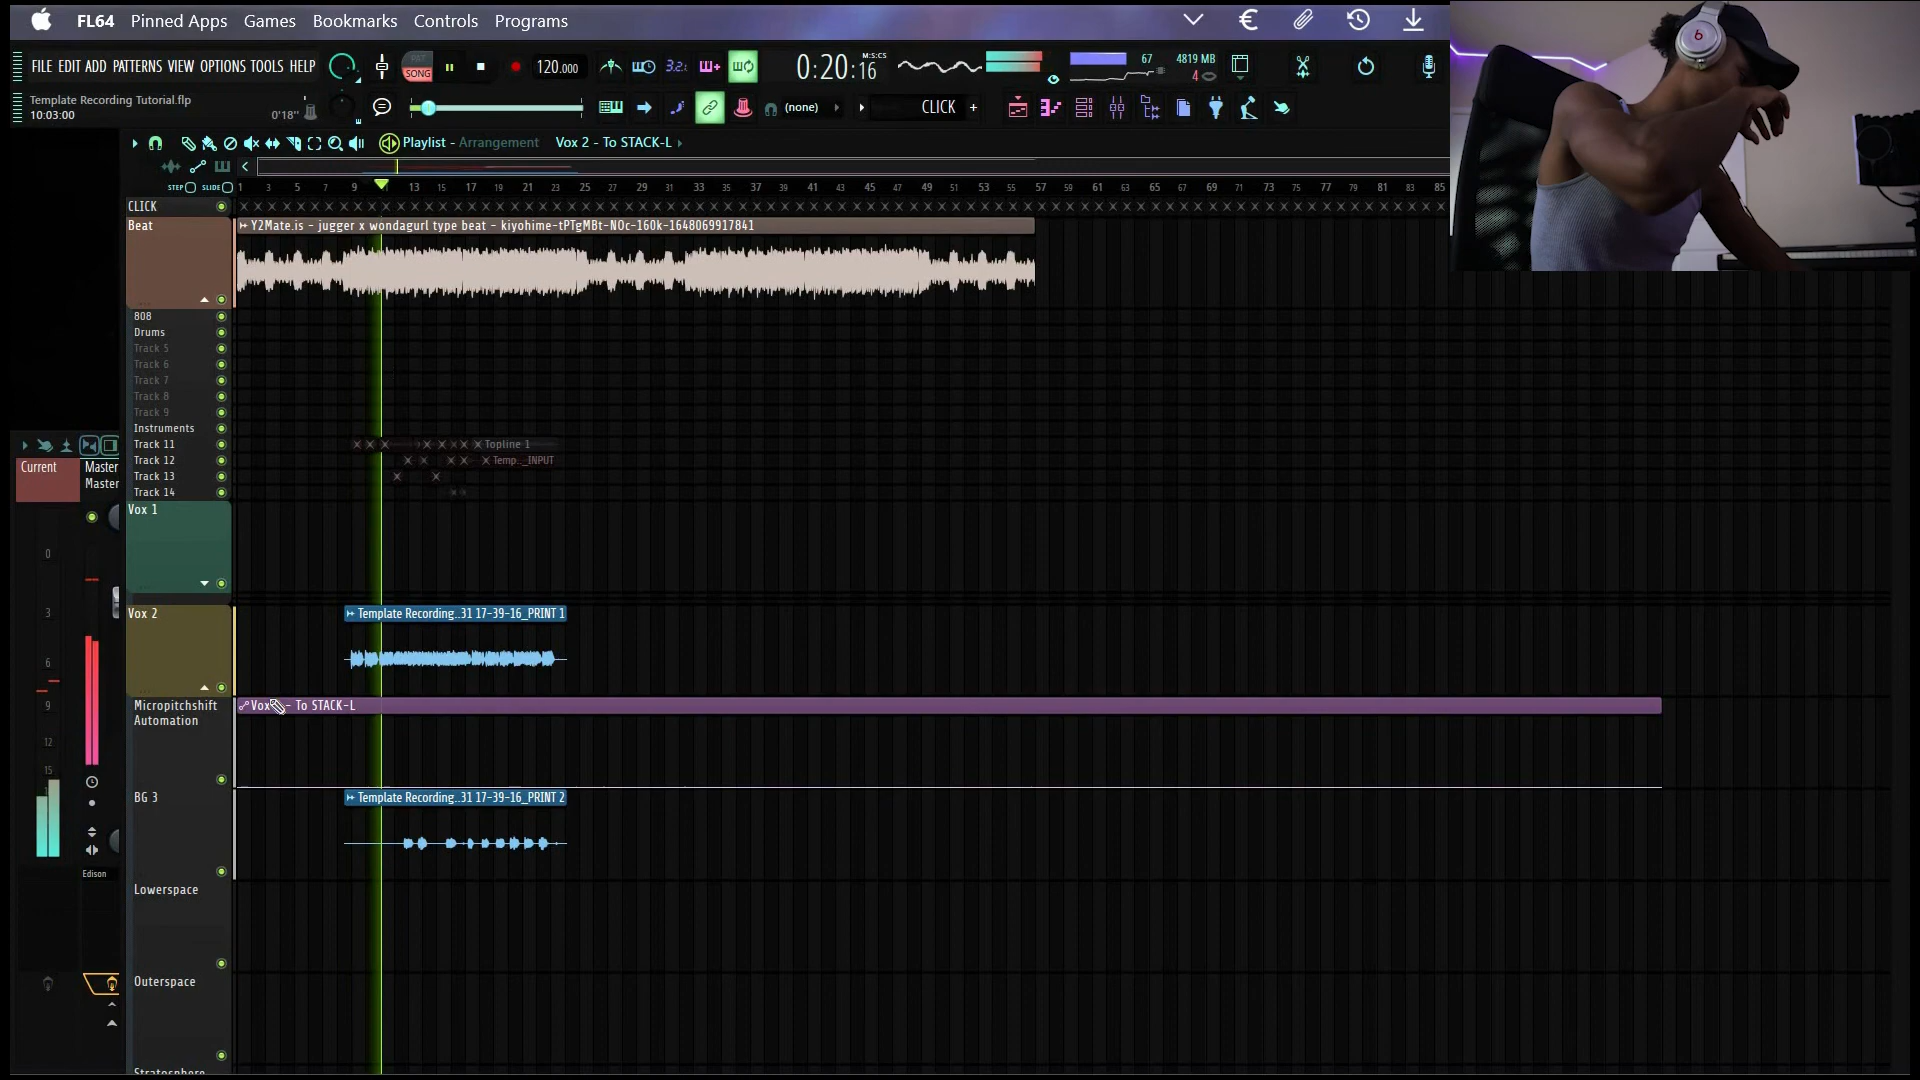 FL64 Pinned Apps Games Bookmarks Controls Programs
FILE EDIT ADD PATTERNS VIEW OPTIONS TOOLS HELP
PAT
SONG
120.000
3.2.
0:20:16
M:S:CS
67
4819 MB
4
Template Recording Tutorial.flp
10:03:00
0'18"
(none)
CLICK
Playlist - Arrangement Vox 2 - To STACK-L
STEP SLIDE
1 3 5 7 9 13 15 17 19 21 23 25 27 29 31 33 35 37 39 41 43 45 47 49 51 53 55 57 59 61 63 65 67 69 71 73 75 77 79 81 83 85
CLICK
Beat
Y2Mate.is - jugger x wondagurl type beat - kiyohime-tPTgMBt-NOc-160k-1648069917841
808
Drums
Track 5
Track 6
Track 7
Track 8
Track 9
Instruments
Track 11
Topline 1
Track 12
Temp.._INPUT
Track 13
Track 14
Current
Master
Master
Vox 1
0
3
6
9
12
15
Vox 2
Template Recording..31 17-39-16_PRINT 1
Micropitchshift
Automation
Vox - To STACK-L
BG 3
Template Recording..31 17-39-16_PRINT 2
Edison
Lowerspace
Outerspace
Stratosphere